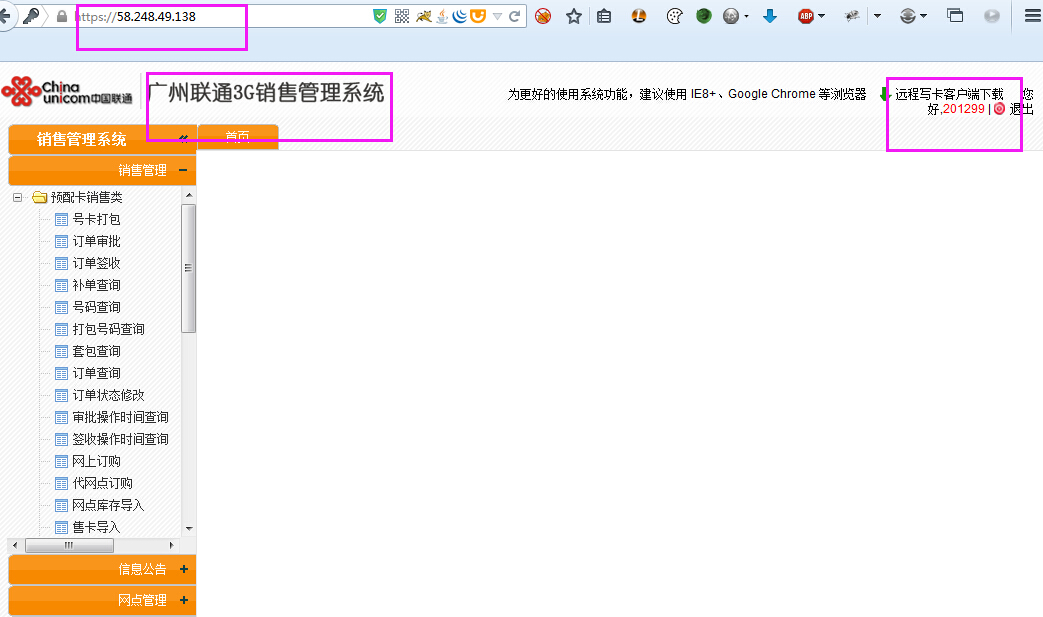 https://58.248.49.138
ABP
China
unicom中国联通
广州联通3G销售管理系统
为更好的使用系统功能，建议使用 IE8+、Google Chrome 等浏览器
远程写卡客户端下载 您
好,201299 | 退出
销售管理系统 «
首页
销售管理 −
预配卡销售类
号卡打包
订单审批
订单签收
补单查询
号码查询
打包号码查询
套包查询
订单查询
订单状态修改
审批操作时间查询
签收操作时间查询
网上订购
代网点订购
网点库存导入
售卡导入
信息公告 +
网点管理 +